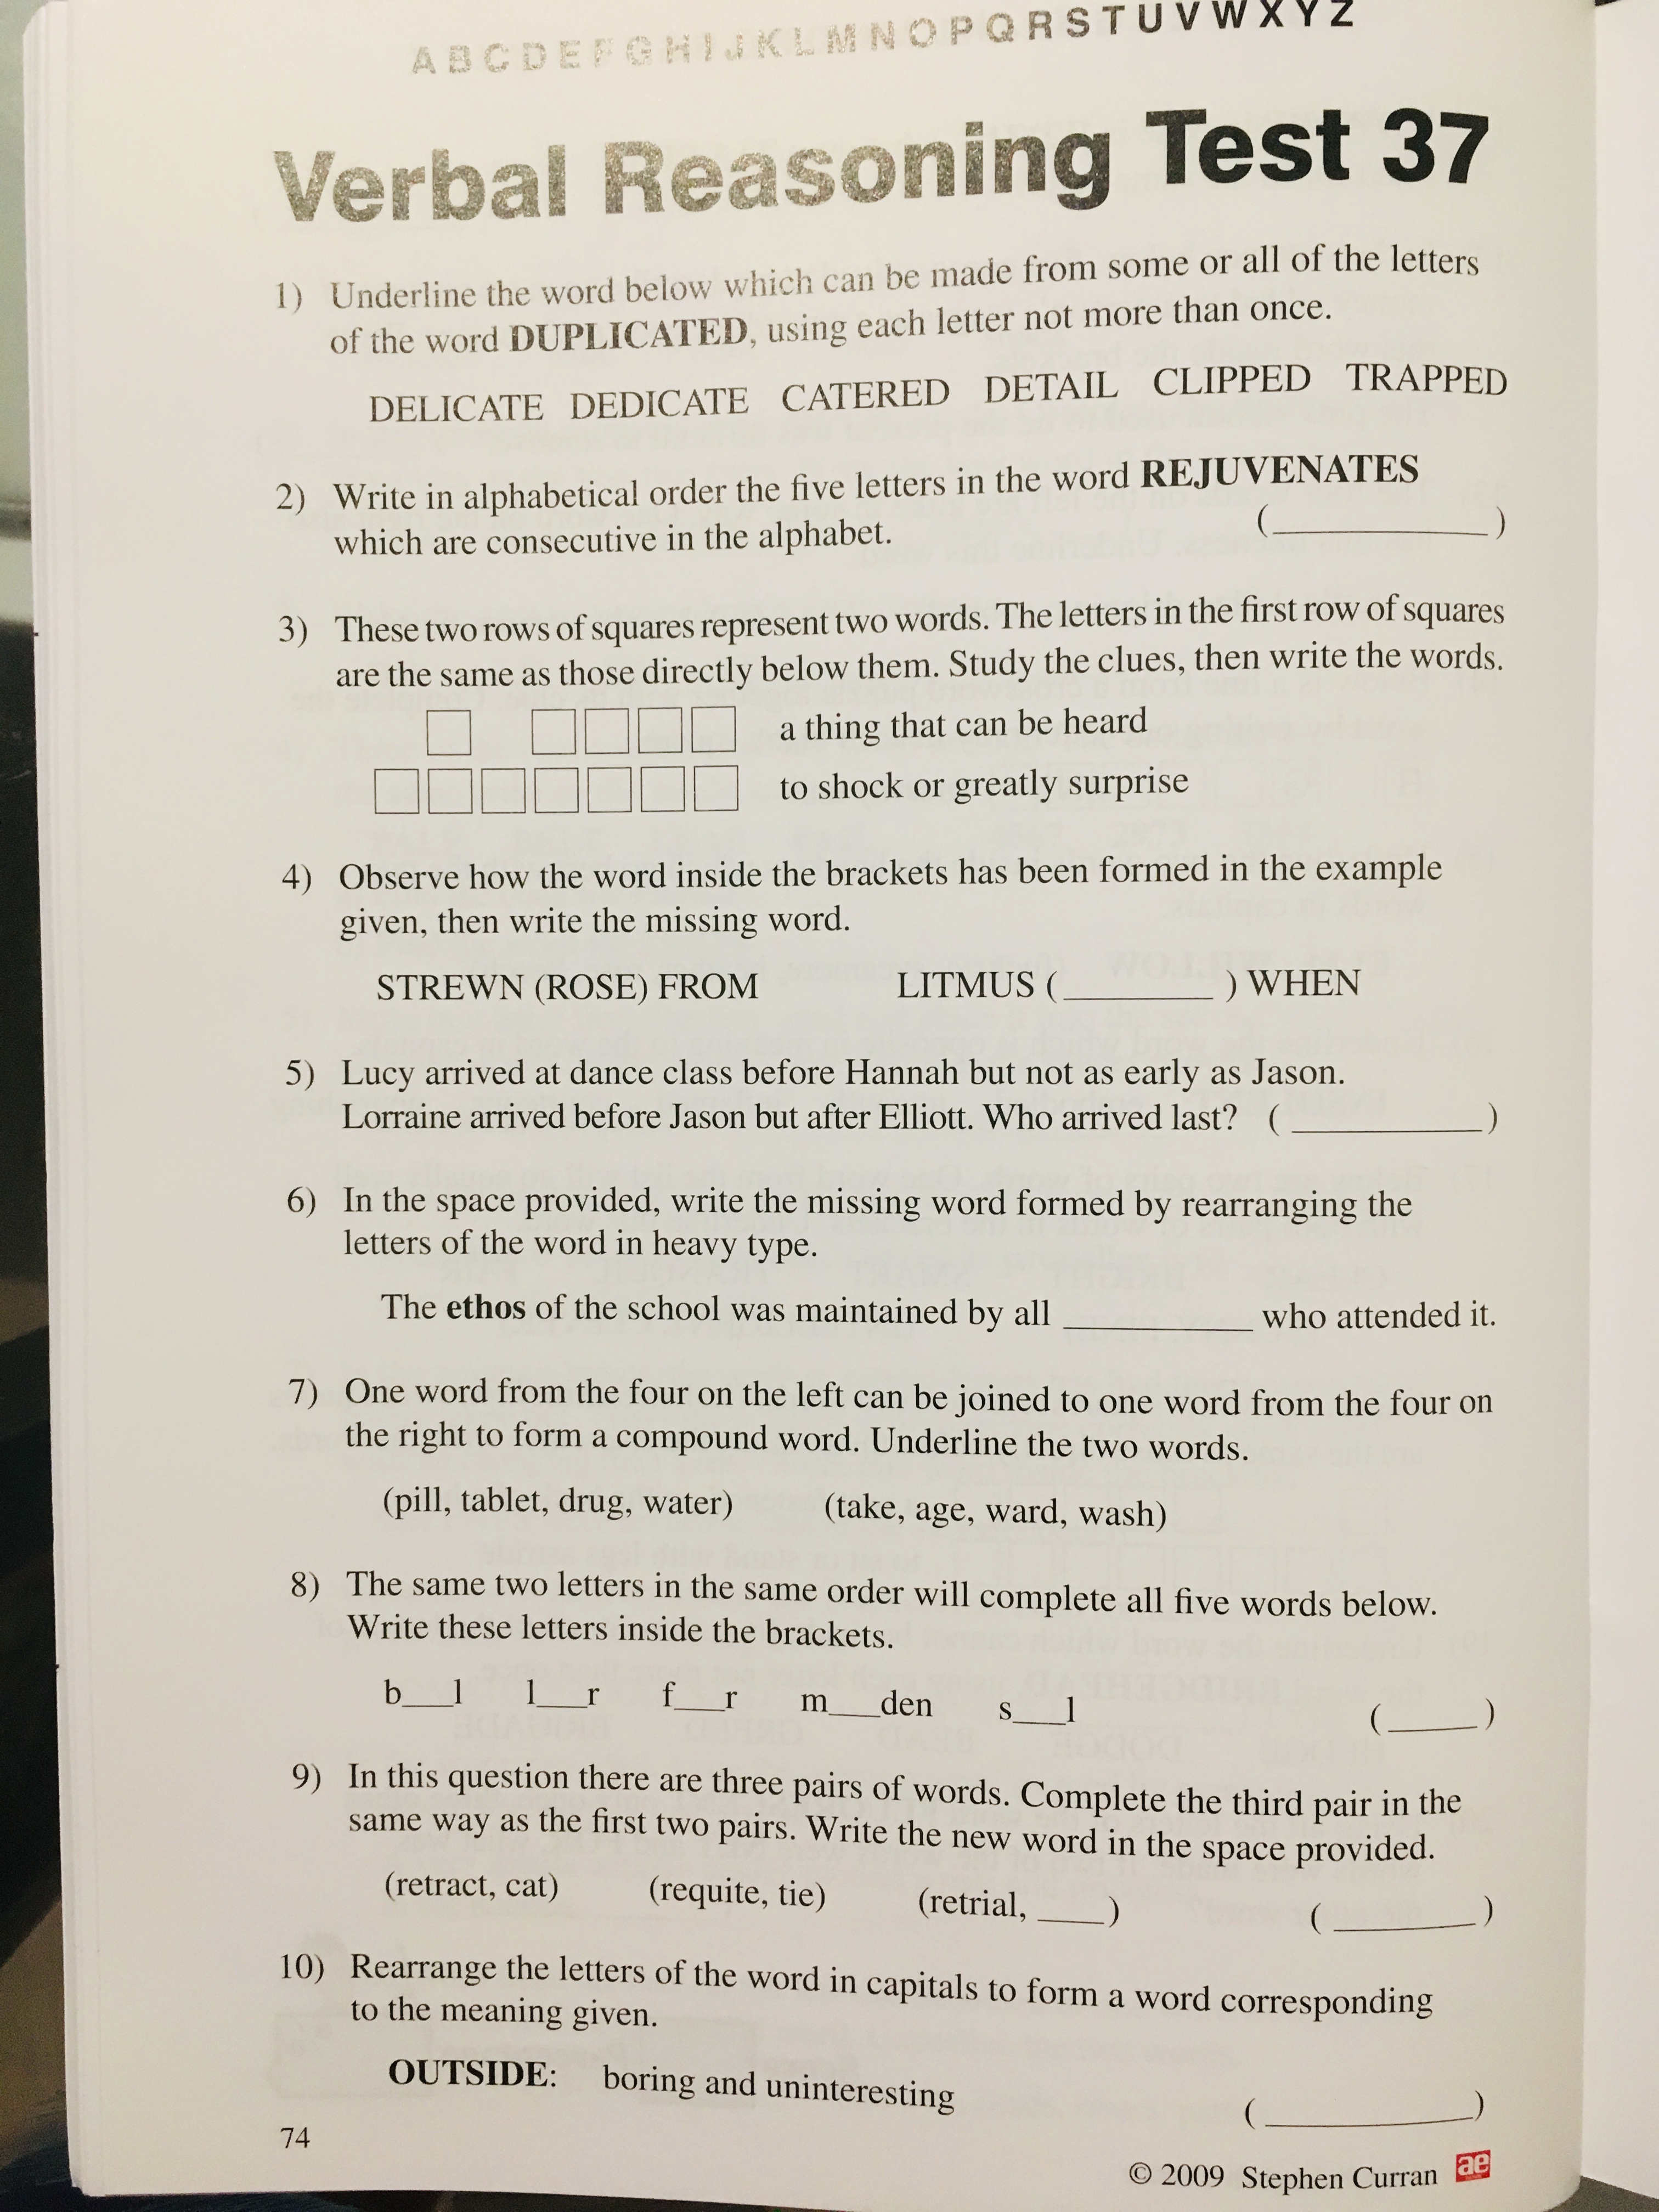 ABCDEFGHIJKLMNOPQRSTUVWXYZ
Verbal Reasoning Test 37
1) Underline the word below which can be made from some or all of the letters
of the word DUPLICATED, using each letter not more than once.
DELICATE DEDICATE CATERED DETAIL CLIPPED TRAPPED
2) Write in alphabetical order the five letters in the word REJUVENATES
which are consecutive in the alphabet. (__________)
3) These two rows of squares represent two words. The letters in the first row of squares
are the same as those directly below them. Study the clues, then write the words.
a thing that can be heard
to shock or greatly surprise
4) Observe how the word inside the brackets has been formed in the example
given, then write the missing word.
STREWN (ROSE) FROM LITMUS (________) WHEN
5) Lucy arrived at dance class before Hannah but not as early as Jason.
Lorraine arrived before Jason but after Elliott. Who arrived last? (__________)
6) In the space provided, write the missing word formed by rearranging the
letters of the word in heavy type.
The ethos of the school was maintained by all __________ who attended it.
7) One word from the four on the left can be joined to one word from the four on
the right to form a compound word. Underline the two words.
(pill, tablet, drug, water) (take, age, ward, wash)
8) The same two letters in the same order will complete all five words below.
Write these letters inside the brackets.
b__l l__r f__r m__den s__l (____)
9) In this question there are three pairs of words. Complete the third pair in the
same way as the first two pairs. Write the new word in the space provided.
(retract, cat) (requite, tie) (retrial, ___) (_______)
10) Rearrange the letters of the word in capitals to form a word corresponding
to the meaning given.
OUTSIDE: boring and uninteresting (__________)
74
© 2009 Stephen Curran ae